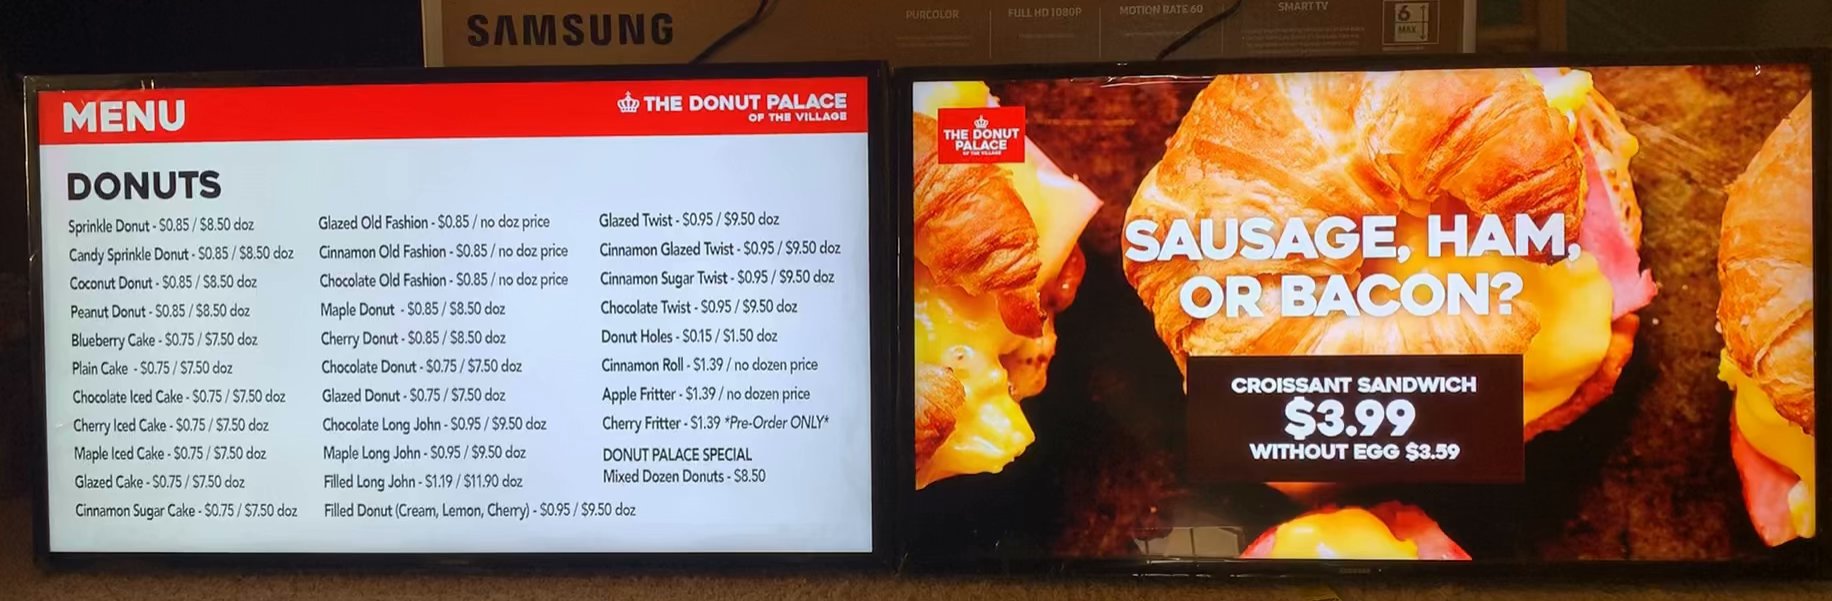 SAMSUNG
PURCOLOR
FULL HD 1080P
MOTION RATE 60
SMART TV
6
MAX
MENU
THE DONUT PALACE
OF THE VILLAGE
DONUTS
Sprinkle Donut - $0.85 / $8.50 doz
Candy Sprinkle Donut - $0.85 / $8.50 doz
Coconut Donut - $0.85 / $8.50 doz
Peanut Donut - $0.85 / $8.50 doz
Blueberry Cake - $0.75 / $7.50 doz
Plain Cake - $0.75 / $7.50 doz
Chocolate Iced Cake - $0.75 / $7.50 doz
Cherry Iced Cake - $0.75 / $7.50 doz
Maple Iced Cake - $0.75 / $7.50 doz
Glazed Cake - $0.75 / $7.50 doz
Cinnamon Sugar Cake - $0.75 / $7.50 doz
Glazed Old Fashion - $0.85 / no doz price
Cinnamon Old Fashion - $0.85 / no doz price
Chocolate Old Fashion - $0.85 / no doz price
Maple Donut - $0.85 / $8.50 doz
Cherry Donut - $0.85 / $8.50 doz
Chocolate Donut - $0.75 / $7.50 doz
Glazed Donut - $0.75 / $7.50 doz
Chocolate Long John - $0.95 / $9.50 doz
Maple Long John - $0.95 / $9.50 doz
Filled Long John - $1.19 / $11.90 doz
Filled Donut (Cream, Lemon, Cherry) - $0.95 / $9.50 doz
Glazed Twist - $0.95 / $9.50 doz
Cinnamon Glazed Twist - $0.95 / $9.50 doz
Cinnamon Sugar Twist - $0.95 / $9.50 doz
Chocolate Twist - $0.95 / $9.50 doz
Donut Holes - $0.15 / $1.50 doz
Cinnamon Roll - $1.39 / no dozen price
Apple Fritter - $1.39 / no dozen price
Cherry Fritter - $1.39 *Pre-Order ONLY*
DONUT PALACE SPECIAL
Mixed Dozen Donuts - $8.50
THE DONUT
PALACE
OF THE VILLAGE
SAUSAGE, HAM,
OR BACON?
CROISSANT SANDWICH
$3.99
WITHOUT EGG $3.59
SAMSUNG